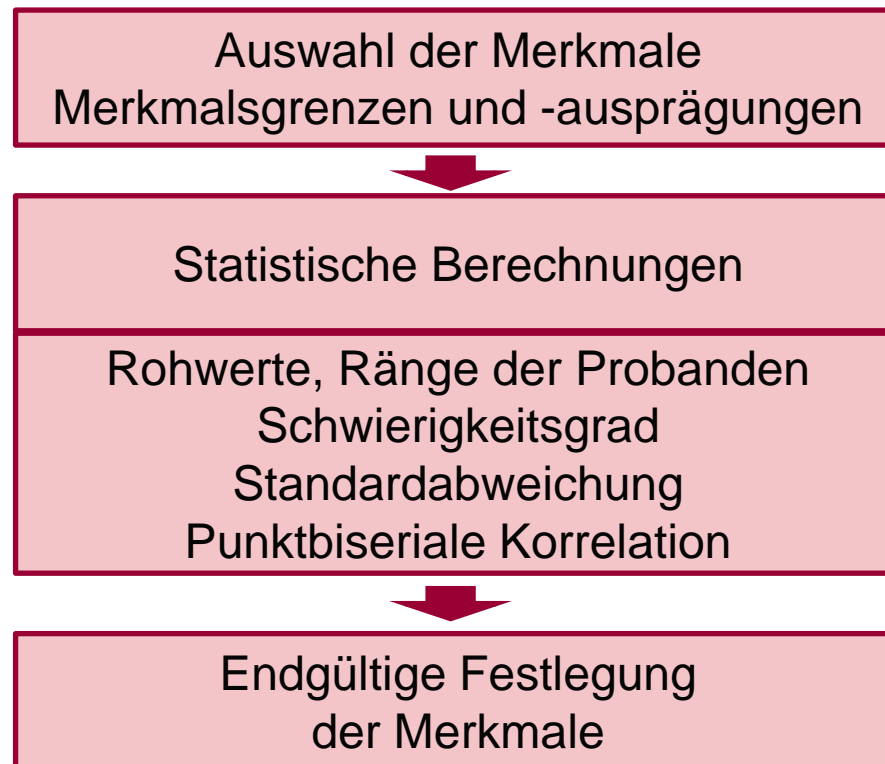 Auswahl der Merkmale
Merkmalsgrenzen und -ausprägungen
Statistische Berechnungen
Rohwerte, Ränge der Probanden
Schwierigkeitsgrad
Standardabweichung
Punktbiseriale Korrelation
Endgültige Festlegung
der Merkmale